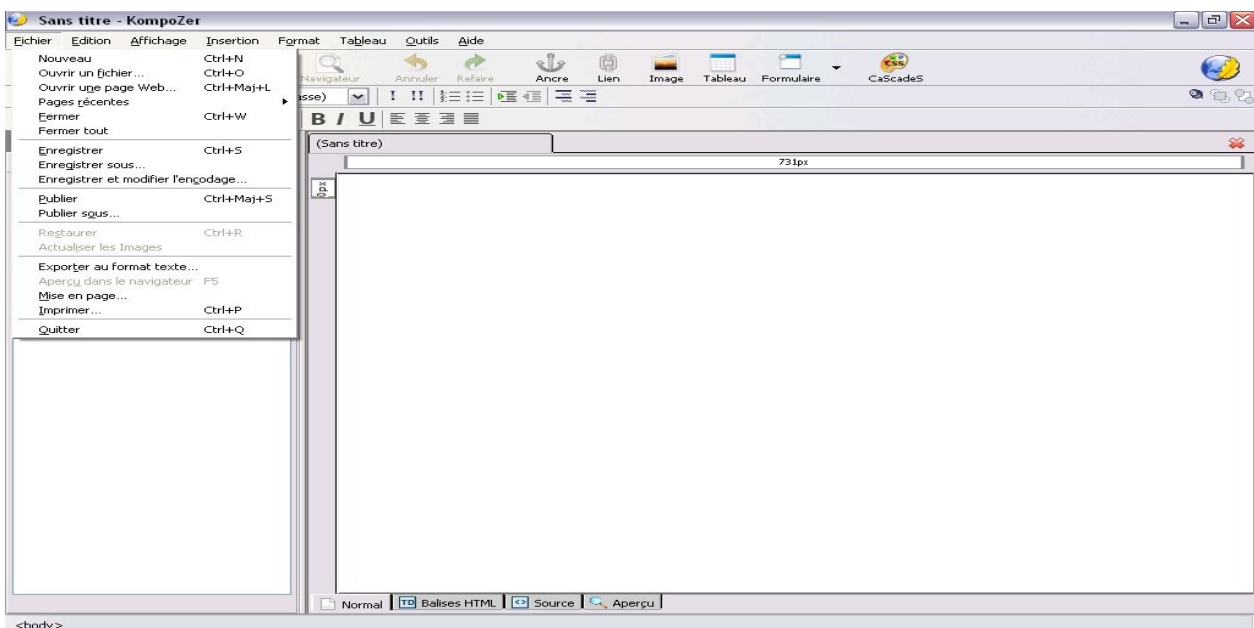 Sans titre - KompoZer
Fichier Edition Affichage Insertion Format Tableau Outils Aide
Nouveau Ctrl+N
Ouvrir un fichier... Ctrl+O
Ouvrir une page Web... Ctrl+Maj+L
Pages récentes
Fermer Ctrl+W
Fermer tout
Enregistrer Ctrl+S
Enregistrer sous...
Enregistrer et modifier l'encodage...
Publier Ctrl+Maj+S
Publier sous...
Restaurer Ctrl+R
Actualiser les Images
Exporter au format texte...
Aperçu dans le navigateur F5
Mise en page...
Imprimer... Ctrl+P
Quitter Ctrl+Q
Navigateur Annuler Refaire Ancre Lien Image Tableau Formulaire CaScadeS
asse) ! !!
B I U
(Sans titre)
731px
0px
Normal TD Balises HTML Source Aperçu
<body>